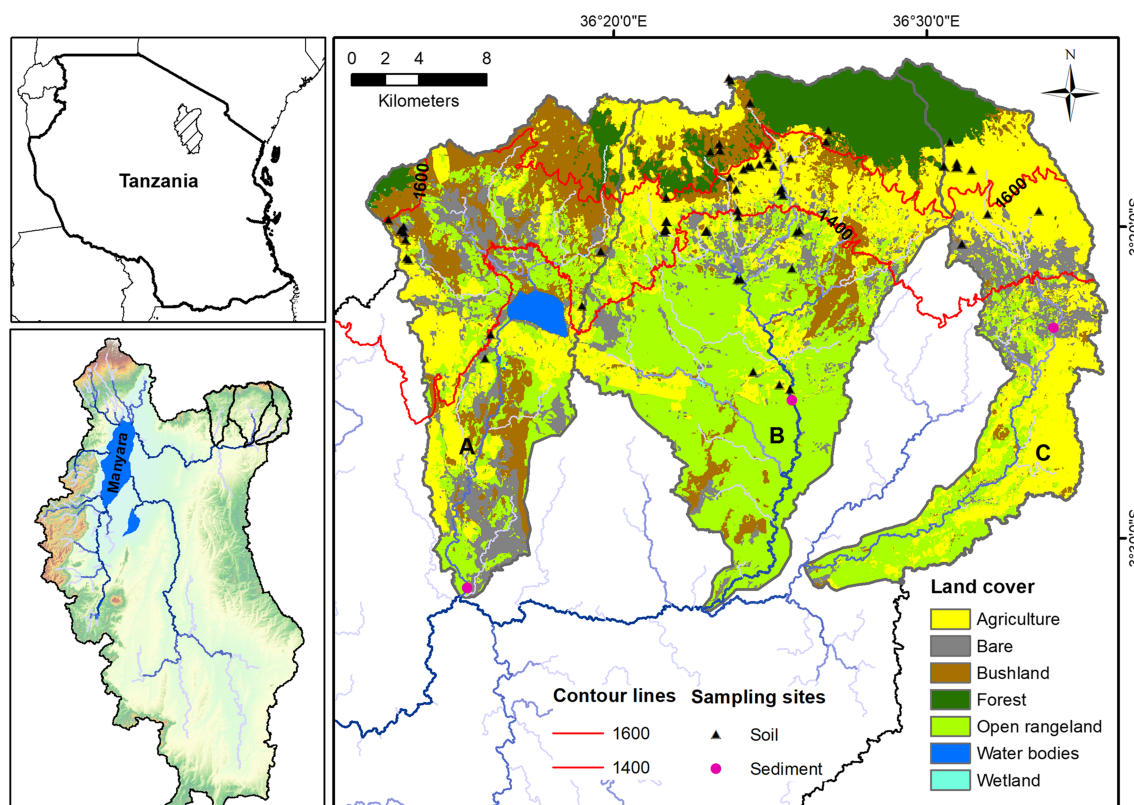 36°20'0"E
36°30'0"E
0
2
4
8
Kilometers
N
Tanzania
1600
1600
1400
Manyara
A
B
C
Land cover
Agriculture
Bare
Bushland
Forest
Open rangeland
Water bodies
Wetland
Contour lines
1600
1400
Sampling sites
Soil
Sediment